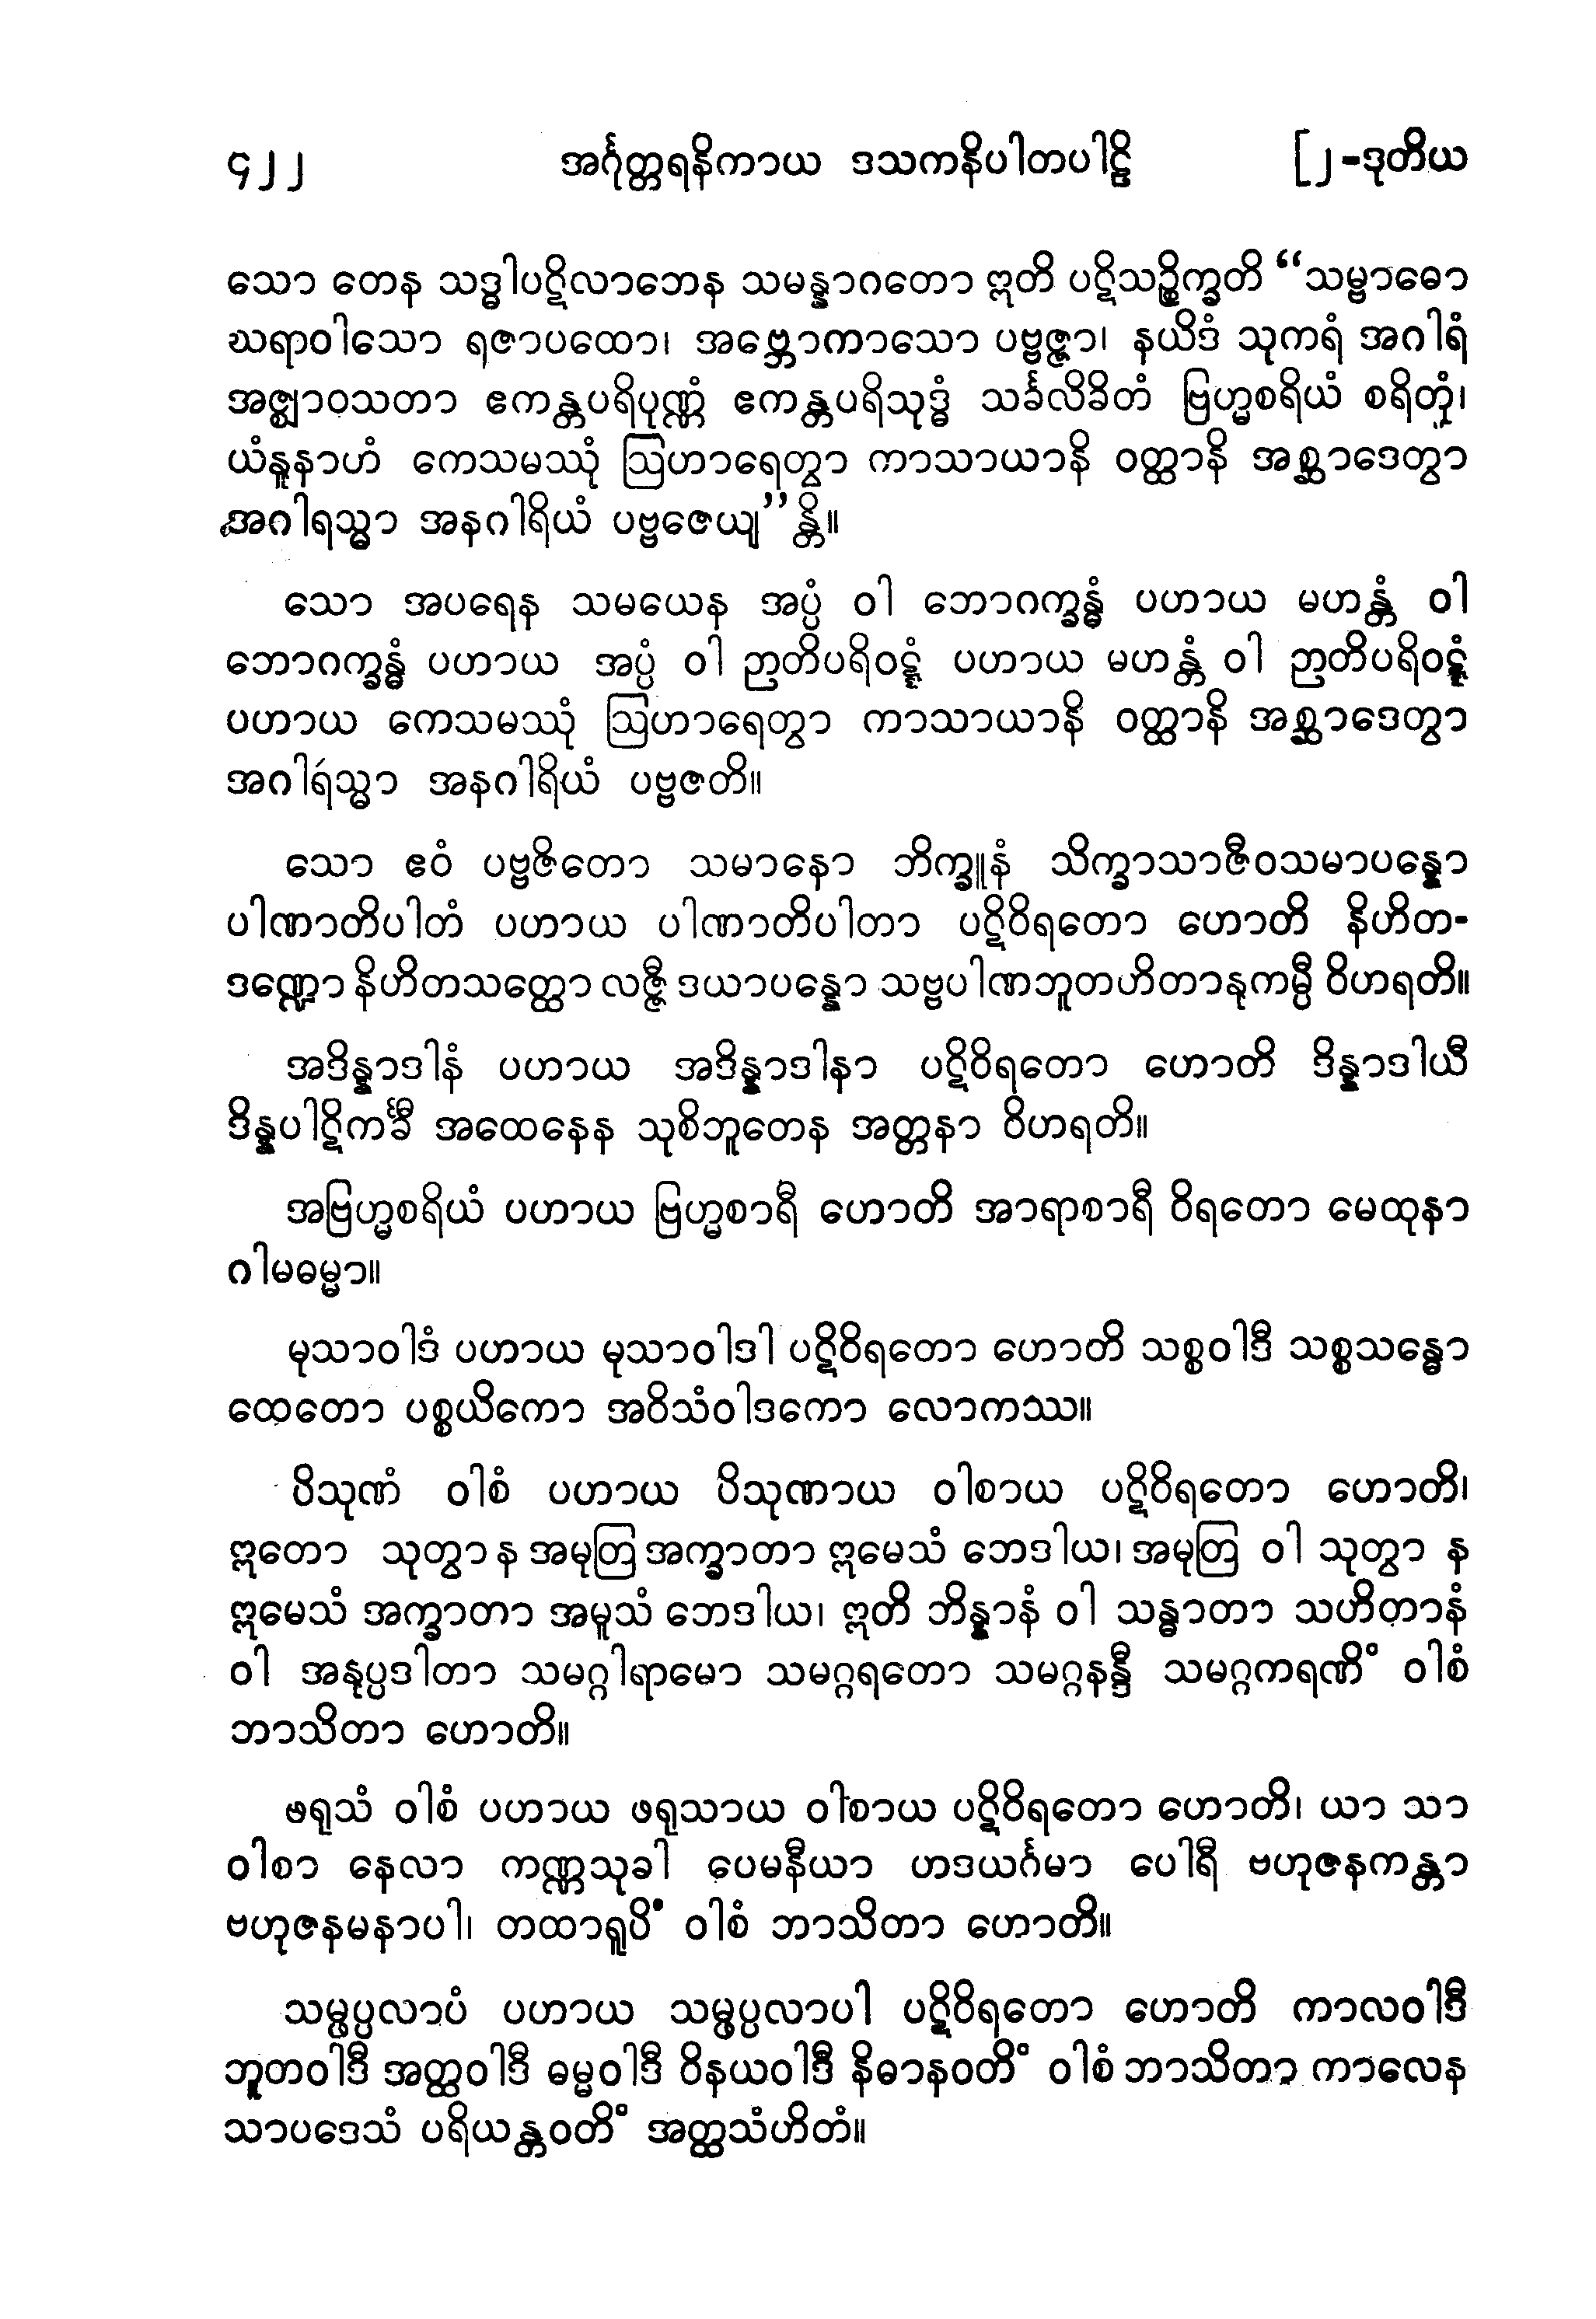 ၄၂၂ အင်္ဂုတ္တရနိကာယ ဒသကနိပါတပါဠိ [၂-ဒုတိယ
သော တေန သဒ္ဓါပဋိလာဘေန သမန္နာဂတော ဣတိ ပဋိသဉ္စိက္ခတိ “သမ္ဗာဓော
ဃရာဝါသော ရဇာပထော၊ အဗ္ဘောကာသော ပဗ္ဗဇ္ဇာ၊ နယိဒံ သုကရံ အဂါရံ
အဇ္ဈာဝသတာ ဧကန္တပရိပုဏ္ဏံ ဧကန္တပရိသုဒ္ဓံ သင်္ခလိခိတံ ဗြဟ္မစရိယံ စရိတုံ၊
ယံနူနာဟံ ကေသမဿုံ ဩဟာရေတွာ ကာသာယာနိ ဝတ္ထာနိ အစ္ဆာဒေတွာ
အဂါရသ္မာ အနဂါရိယံ ပဗ္ဗဇေယျ”န္တိ။
သော အပရေန သမယေန အပ္ပံ ဝါ ဘောဂက္ခန္ဓံ ပဟာယ မဟန္တံ ဝါ
ဘောဂက္ခန္ဓံ ပဟာယ အပ္ပံ ဝါ ဉာတိပရိဝဋ္ဋံ ပဟာယ မဟန္တံ ဝါ ဉာတိပရိဝဋ္ဋံ
ပဟာယ ကေသမဿုံ ဩဟာရေတွာ ကာသာယာနိ ဝတ္ထာနိ အစ္ဆာဒေတွာ
အဂါရသ္မာ အနဂါရိယံ ပဗ္ဗဇတိ။
သော ဧဝံ ပဗ္ဗဇိတော သမာနော ဘိက္ခူနံ သိက္ခာသာဇီဝသမာပန္နော
ပါဏာတိပါတံ ပဟာယ ပါဏာတိပါတာ ပဋိဝိရတော ဟောတိ နိဟိတ-
ဒဏ္ဍော နိဟိတသတ္ထော လဇ္ဇီ ဒယာပန္နော သဗ္ဗပါဏဘူတဟိတာနုကမ္ပီ ဝိဟရတိ။
အဒိန္နာဒါနံ ပဟာယ အဒိန္နာဒါနာ ပဋိဝိရတော ဟောတိ ဒိန္နာဒါယီ
ဒိန္နပါဋိကင်္ခီ အထေနေန သုစိဘူတေန အတ္တနာ ဝိဟရတိ။
အဗြဟ္မစရိယံ ပဟာယ ဗြဟ္မစာရီ ဟောတိ အာရာစာရီ ဝိရတော မေထုနာ
ဂါမဓမ္မာ။
မုသာဝါဒံ ပဟာယ မုသာဝါဒါ ပဋိဝိရတော ဟောတိ သစ္စဝါဒီ သစ္စသန္ဓော
ထေတော ပစ္စယိကော အဝိသံဝါဒကော လောကဿ။
ပိသုဏံ ဝါစံ ပဟာယ ပိသုဏာယ ဝါစာယ ပဋိဝိရတော ဟောတိ၊
ဣတော သုတွာ န အမုတြ အက္ခာတာ ဣမေသံ ဘေဒါယ၊ အမုတြ ဝါ သုတွာ န
ဣမေသံ အက္ခာတာ အမူသံ ဘေဒါယ၊ ဣတိ ဘိန္နာနံ ဝါ သန္ဓာတာ သဟိတာနံ
ဝါ အနုပ္ပဒါတာ သမဂ္ဂါရာမော သမဂ္ဂရတော သမဂ္ဂနန္ဒီ သမဂ္ဂကရဏိံ ဝါစံ
ဘာသိတာ ဟောတိ။
ဖရုသံ ဝါစံ ပဟာယ ဖရုသာယ ဝါစာယ ပဋိဝိရတော ဟောတိ၊ ယာ သာ
ဝါစာ နေလာ ကဏ္ဏသုခါ ပေမနီယာ ဟဒယင်္ဂမာ ပေါရီ ဗဟုဇနကန္တာ
ဗဟုဇနမနာပါ၊ တထာရူပိံ ဝါစံ ဘာသိတာ ဟောတိ။
သမ္ဖပ္ပလာပံ ပဟာယ သမ္ဖပ္ပလာပါ ပဋိဝိရတော ဟောတိ ကာလဝါဒီ
ဘူတဝါဒီ အတ္ထဝါဒီ ဓမ္မဝါဒီ ဝိနယဝါဒီ နိဓာနဝတိံ ဝါစံ ဘာသိတာ ကာလေန
သာပဒေသံ ပရိယန္တဝတိံ အတ္ထသံဟိတံ။